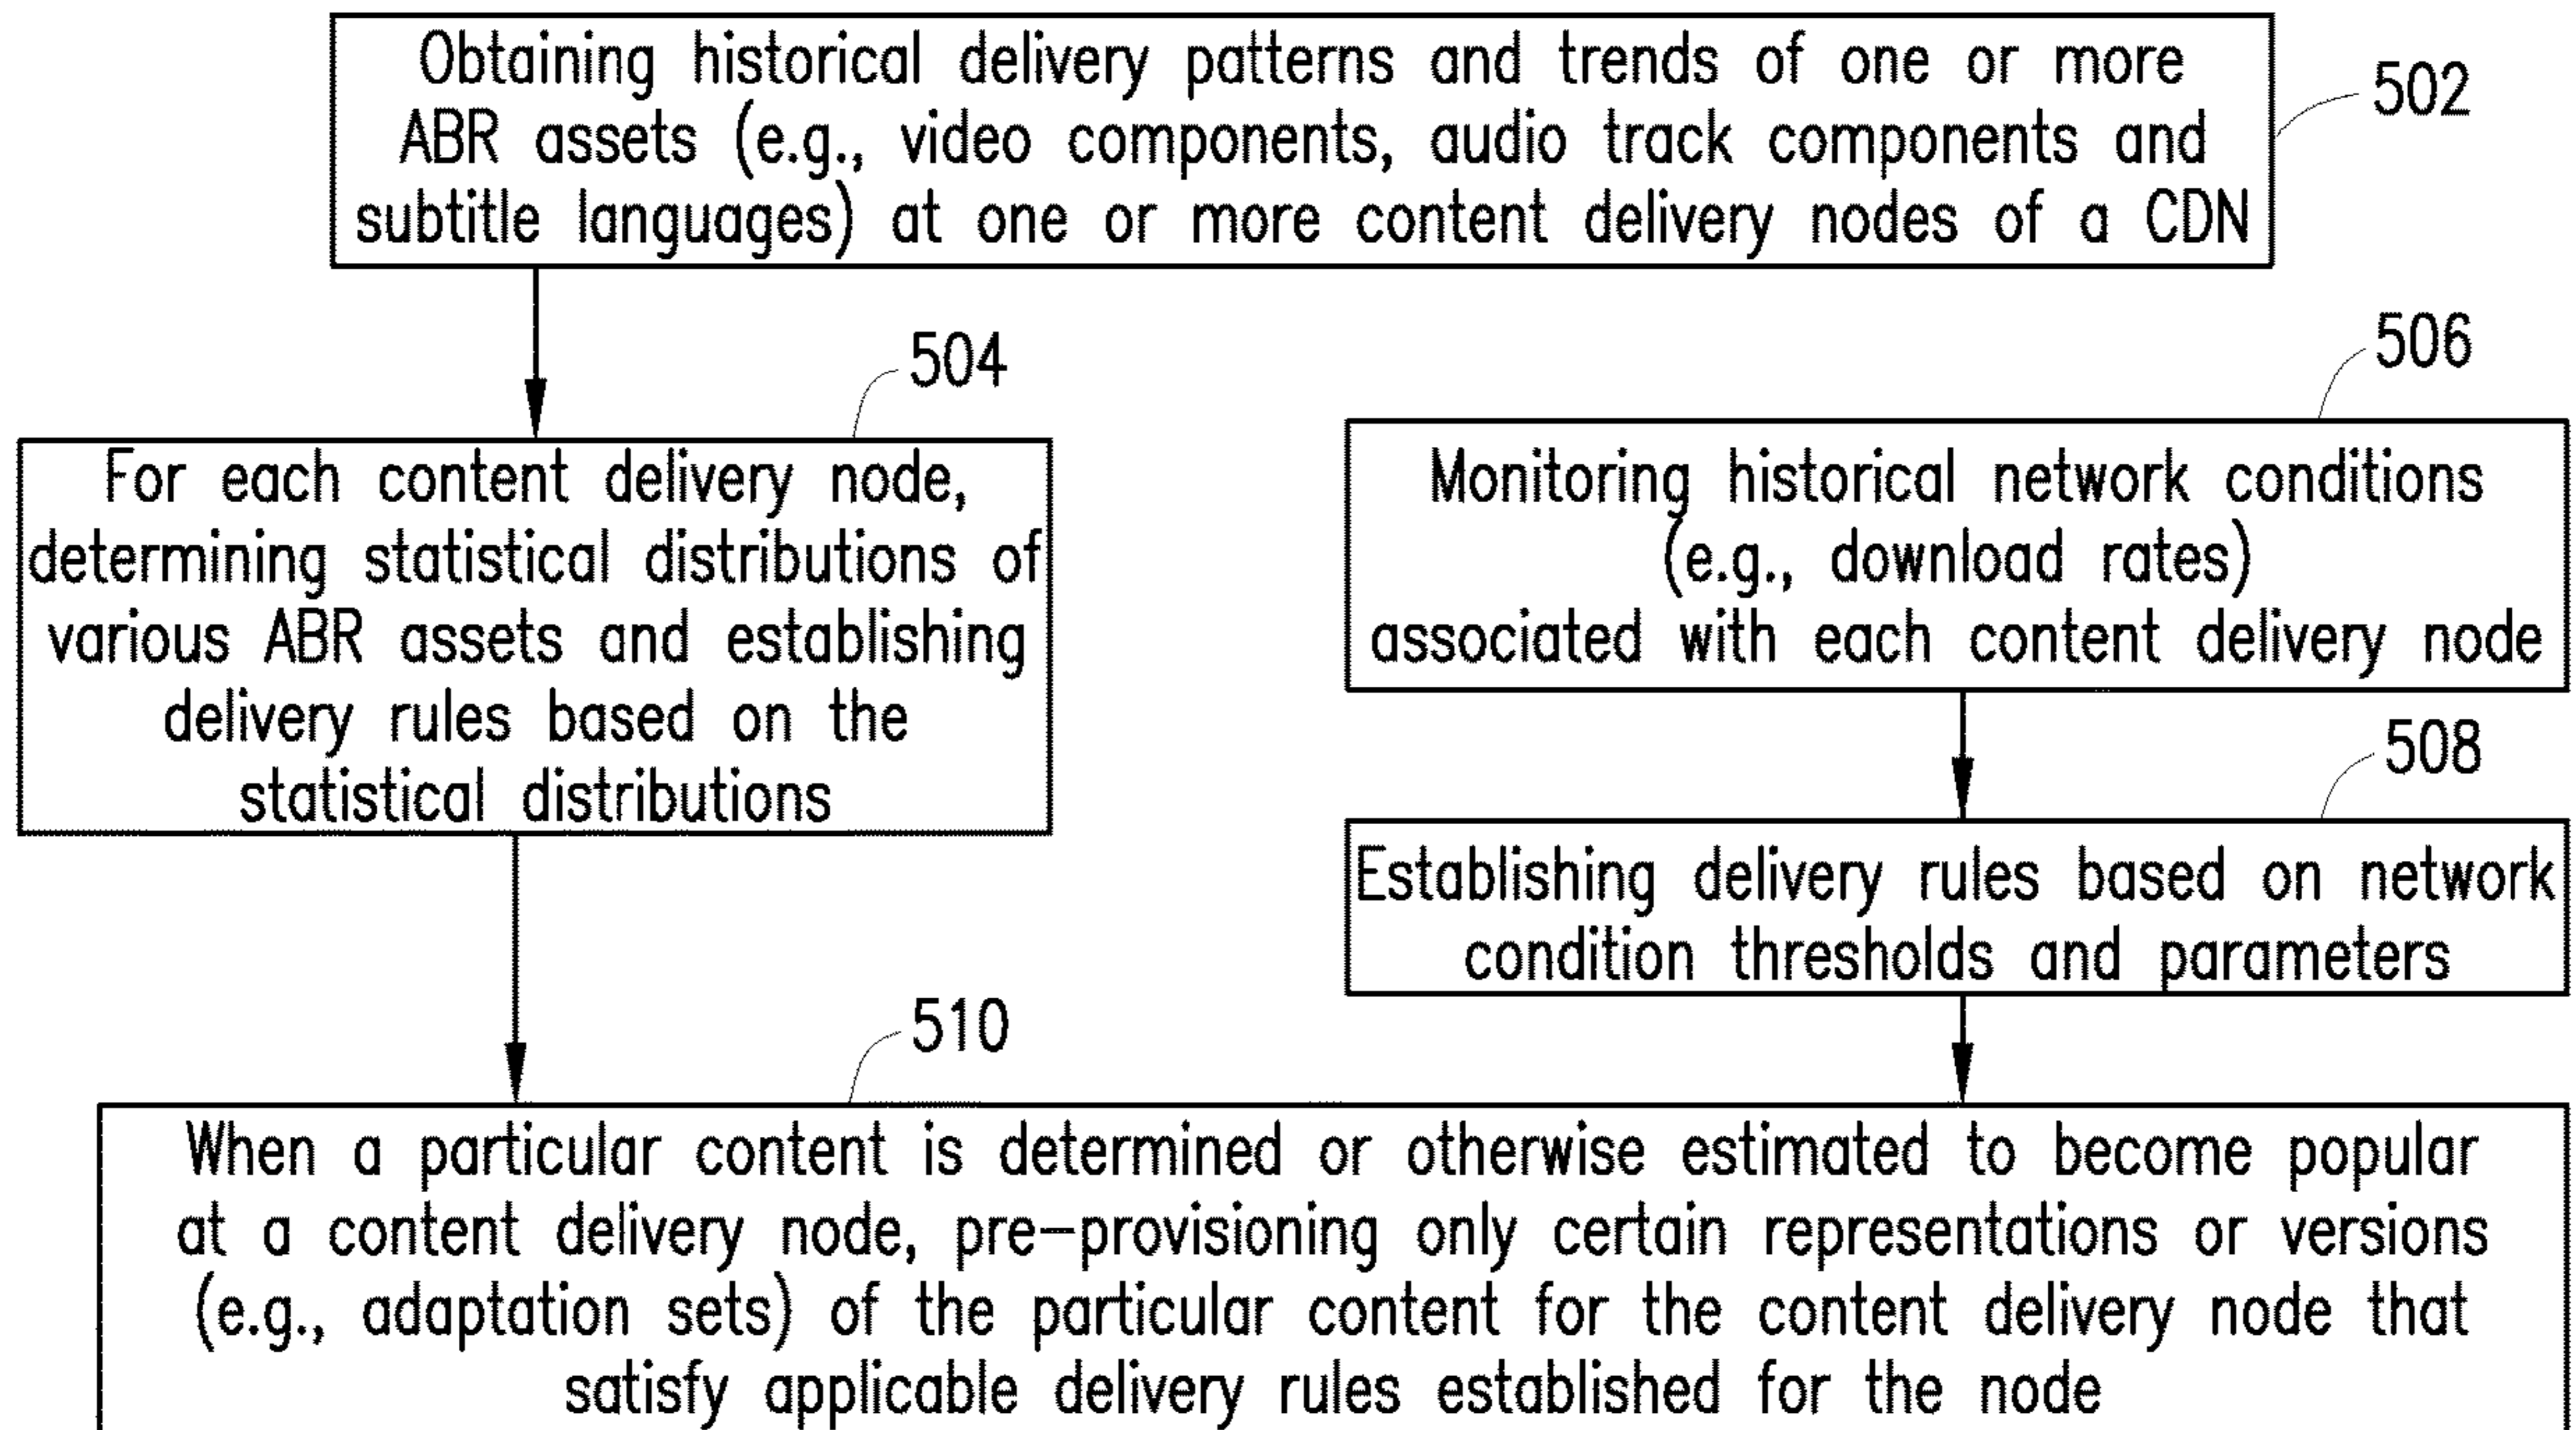 Obtaining historical delivery patterns and trends of one or more
ABR assets (e.g., video components, audio track components and
subtitle languages) at one or more content delivery nodes of a CDN
502
504
For each content delivery node,
determining statistical distributions of
various ABR assets and establishing
delivery rules based on the
statistical distributions
506
Monitoring historical network conditions
(e.g., download rates)
associated with each content delivery node
508
Establishing delivery rules based on network
condition thresholds and parameters
510
When a particular content is determined or otherwise estimated to become popular
at a content delivery node, pre-provisioning only certain representations or versions
(e.g., adaptation sets) of the particular content for the content delivery node that
satisfy applicable delivery rules established for the node